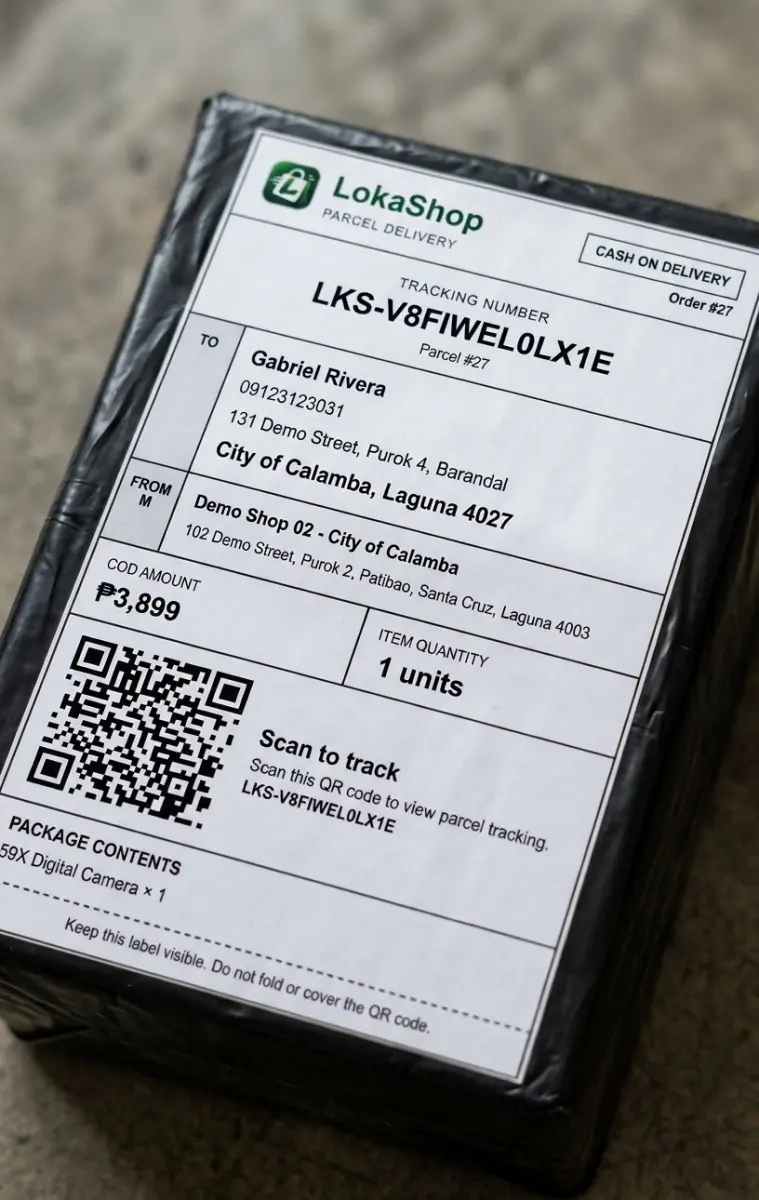 LokaShop
PARCEL DELIVERY
CASH ON DELIVERY
Order #27
TRACKING NUMBER
LKS-V8FIWEL0LX1E
Parcel #27
TO
Gabriel Rivera
09123123031
131 Demo Street, Purok 4, Barandal
City of Calamba, Laguna 4027
FROM
M
Demo Shop 02 - City of Calamba
102 Demo Street, Purok 2, Patibao, Santa Cruz, Laguna 4003
COD AMOUNT
₱3,899
ITEM QUANTITY
1 units
Scan to track
Scan this QR code to view parcel tracking.
LKS-V8FIWEL0LX1E
PACKAGE CONTENTS
59X Digital Camera × 1
Keep this label visible. Do not fold or cover the QR code.